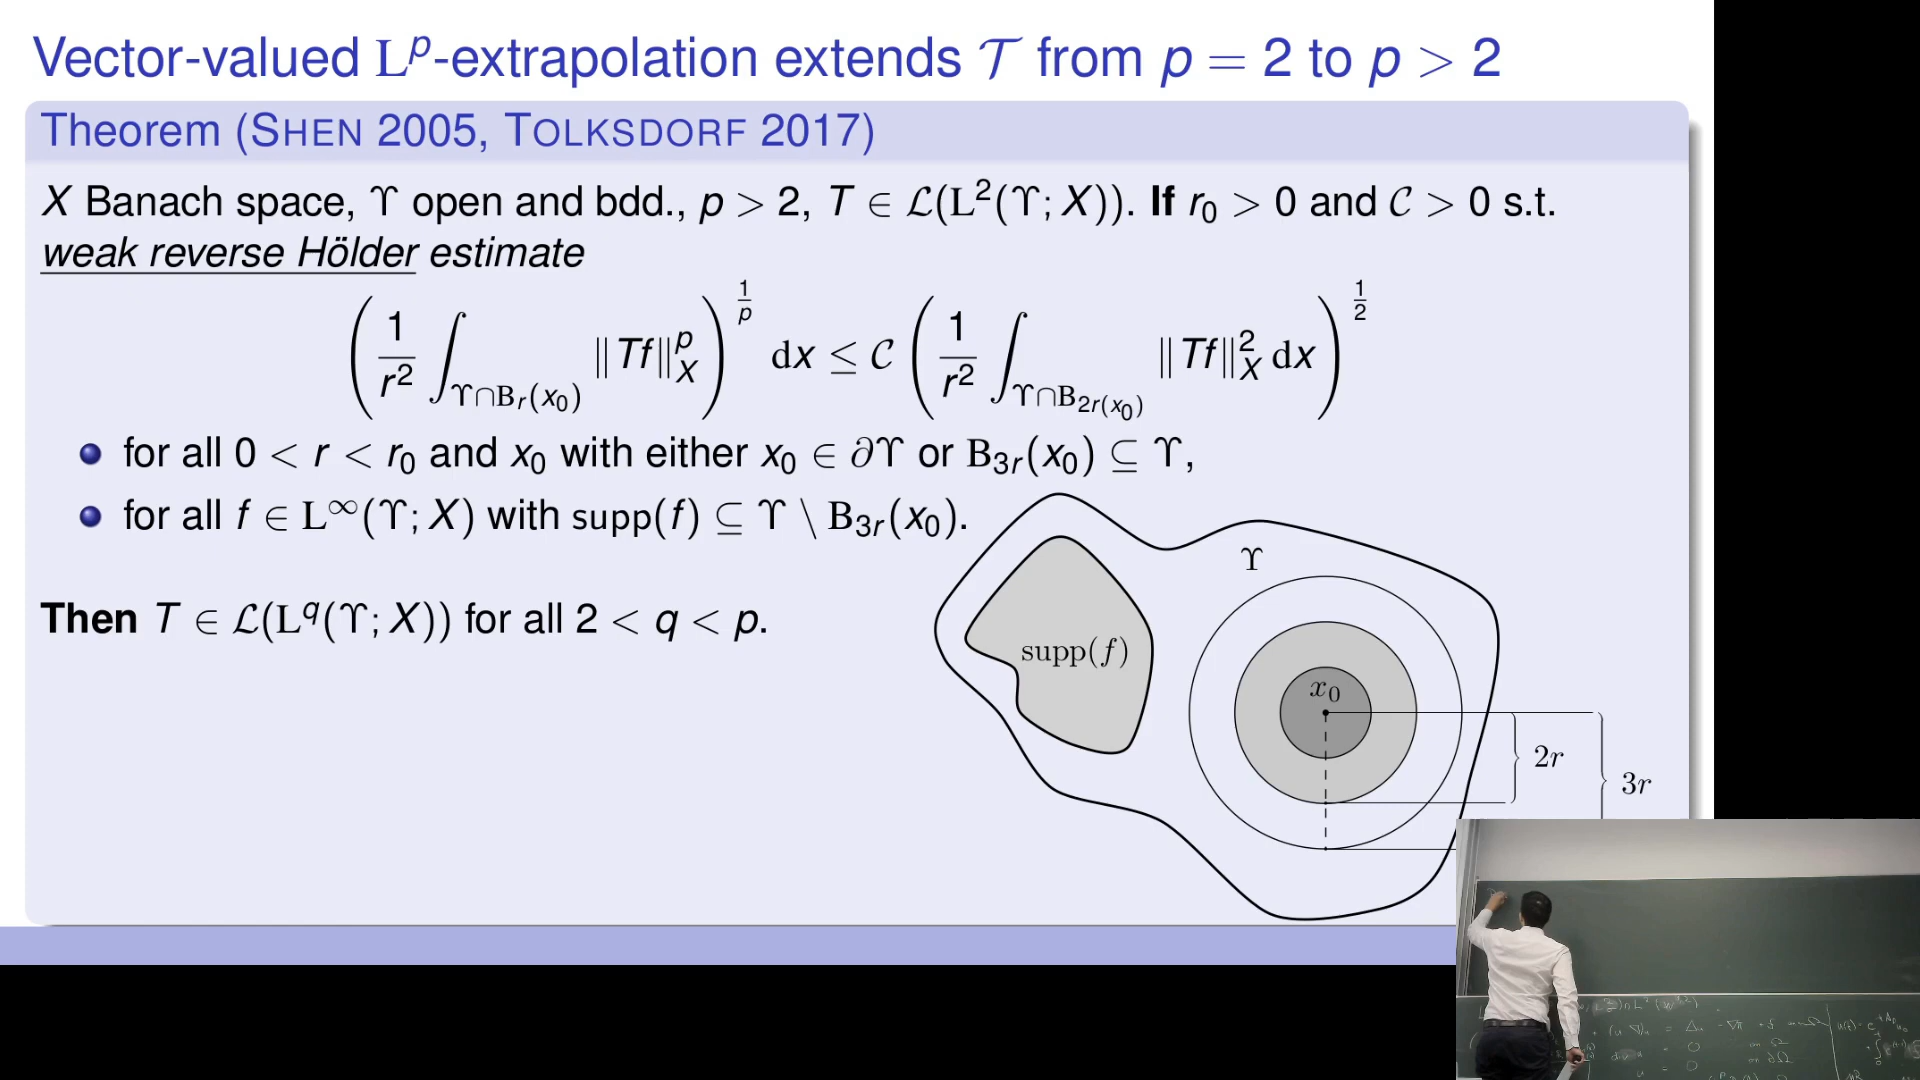 Vector-valued Lᵖ-extrapolation extends 𝒯 from p = 2 to p > 2
Theorem (SHEN 2005, TOLKSDORF 2017)
X Banach space, ϒ open and bdd., p > 2, T ∈ ℒ(L²(ϒ; X)). If r₀ > 0 and 𝒞 > 0 s.t.
weak reverse Hölder estimate
(1/r² ∫_{ϒ∩B_r(x₀)} ‖Tf‖_X^p)^{1/p} dx ≤ 𝒞 (1/r² ∫_{ϒ∩B_{2r}(x₀)} ‖Tf‖_X^2 dx)^{1/2}
for all 0 < r < r₀ and x₀ with either x₀ ∈ ∂ϒ or B_{3r}(x₀) ⊆ ϒ,
for all f ∈ L^∞(ϒ; X) with supp(f) ⊆ ϒ \ B_{3r}(x₀).
ϒ
Then T ∈ ℒ(L^q(ϒ; X)) for all 2 < q < p.
supp(f)
x₀
2r
3r